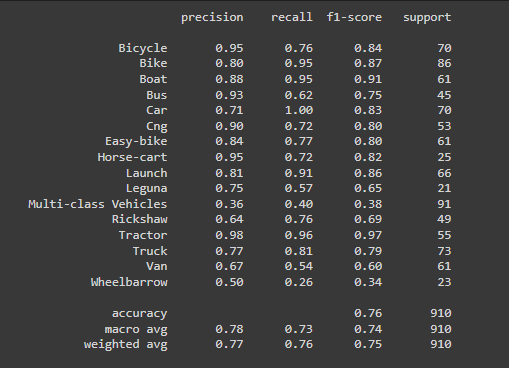 precision recall f1-score support
Bicycle 0.95 0.76 0.84 70
Bike 0.80 0.95 0.87 86
Boat 0.88 0.95 0.91 61
Bus 0.93 0.62 0.75 45
Car 0.71 1.00 0.83 70
Cng 0.90 0.72 0.80 53
Easy-bike 0.84 0.77 0.80 61
Horse-cart 0.95 0.72 0.82 25
Launch 0.81 0.91 0.86 66
Leguna 0.75 0.57 0.65 21
Multi-class Vehicles 0.36 0.40 0.38 91
Rickshaw 0.64 0.76 0.69 49
Tractor 0.98 0.96 0.97 55
Truck 0.77 0.81 0.79 73
Van 0.67 0.54 0.60 61
Wheelbarrow 0.50 0.26 0.34 23
accuracy 0.76 910
macro avg 0.78 0.73 0.74 910
weighted avg 0.77 0.76 0.75 910